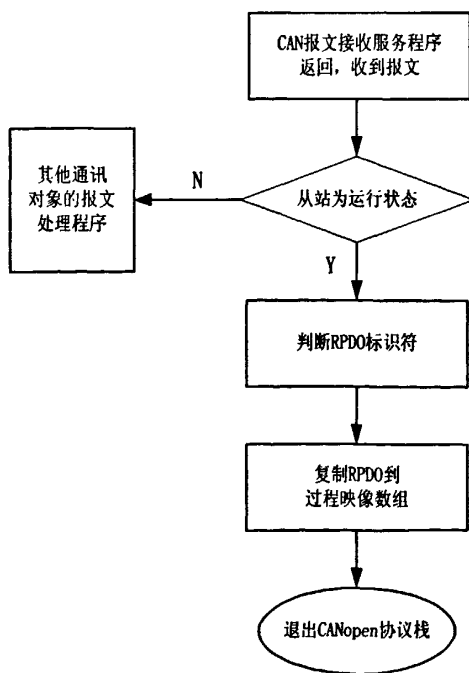 CAN报文接收服务程序
返回，收到报文
其他通讯
对象的报文
处理程序
N
从站为运行状态
Y
判断RPDO标识符
复制RPDO到
过程映像数组
退出CANopen协议栈